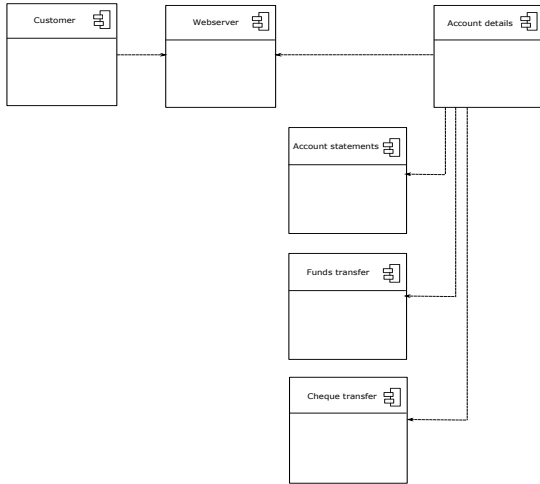 Customer
Webserver
Account details
Account statements
Funds transfer
Cheque transfer